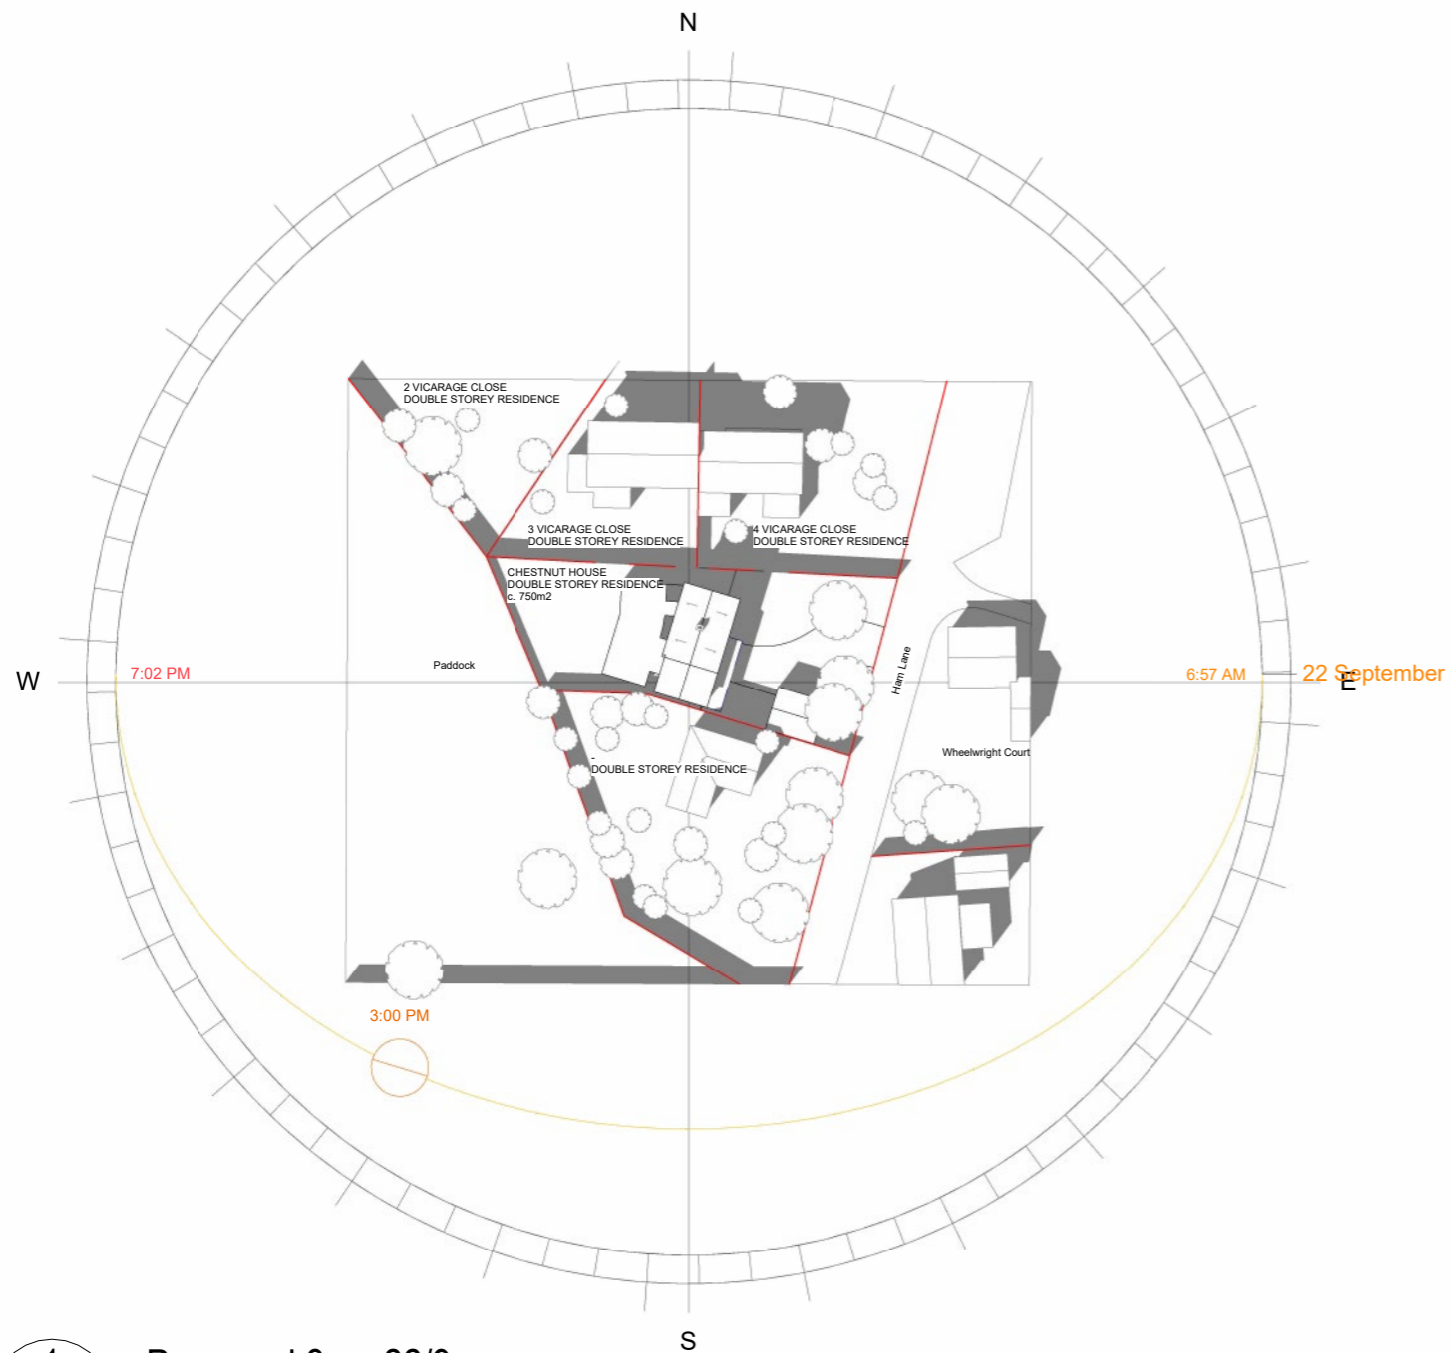 N
2 VICARAGE CLOSE
DOUBLE STOREY RESIDENCE
3 VICARAGE CLOSE
DOUBLE STOREY RESIDENCE
4 VICARAGE CLOSE
DOUBLE STOREY RESIDENCE
CHESTNUT HOUSE
DOUBLE STOREY RESIDENCE
c. 750m2
Paddock
Ham Lane
W
7:02 PM
6:57 AM
22 September
E
Wheelwright Court
-
DOUBLE STOREY RESIDENCE
3:00 PM
S